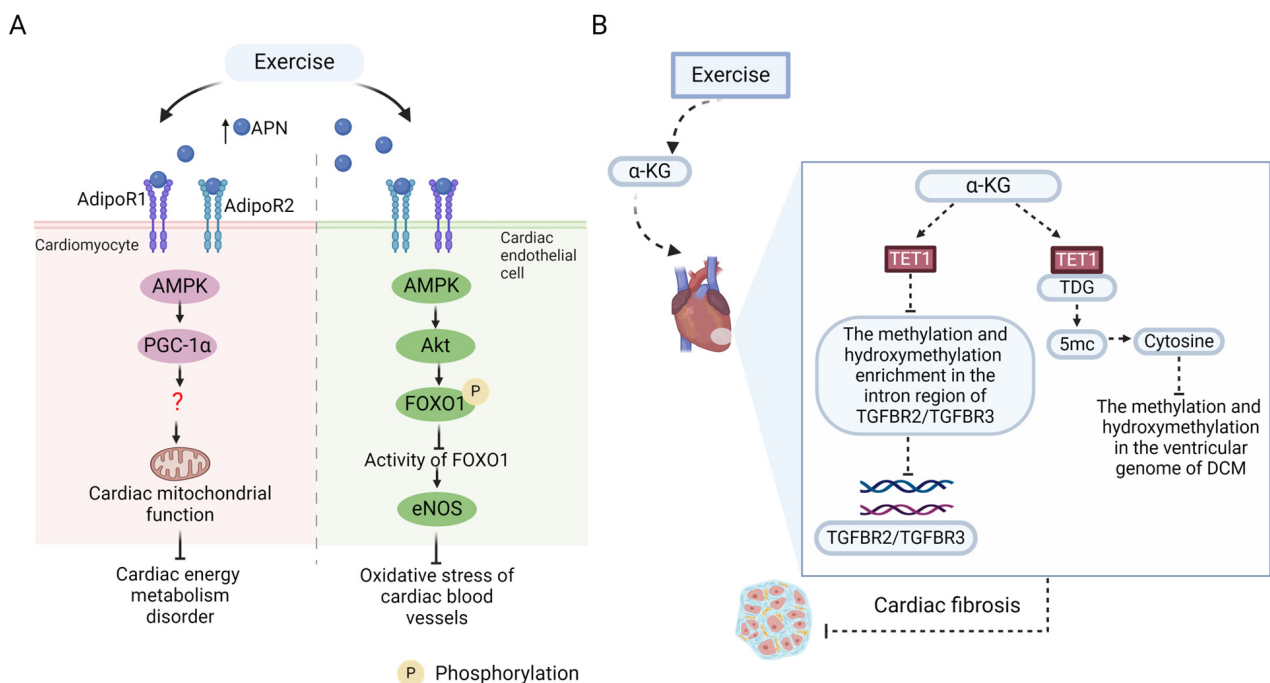 A
Exercise
APN
AdipoR1
AdipoR2
Cardiomyocyte
Cardiac
endothelial
cell
AMPK
PGC-1α
?
Cardiac mitochondrial
function
Cardiac energy
metabolism
disorder
AMPK
Akt
FOXO1
P
Activity of FOXO1
eNOS
Oxidative stress of
cardiac blood
vessels
P
Phosphorylation
B
Exercise
α-KG
α-KG
TET1
The methylation and
hydroxymethylation
enrichment in the
intron region of
TGFBR2/TGFBR3
TGFBR2/TGFBR3
TET1
TDG
5mc
Cytosine
The methylation and
hydroxymethylation
in the ventricular
genome of DCM
Cardiac fibrosis